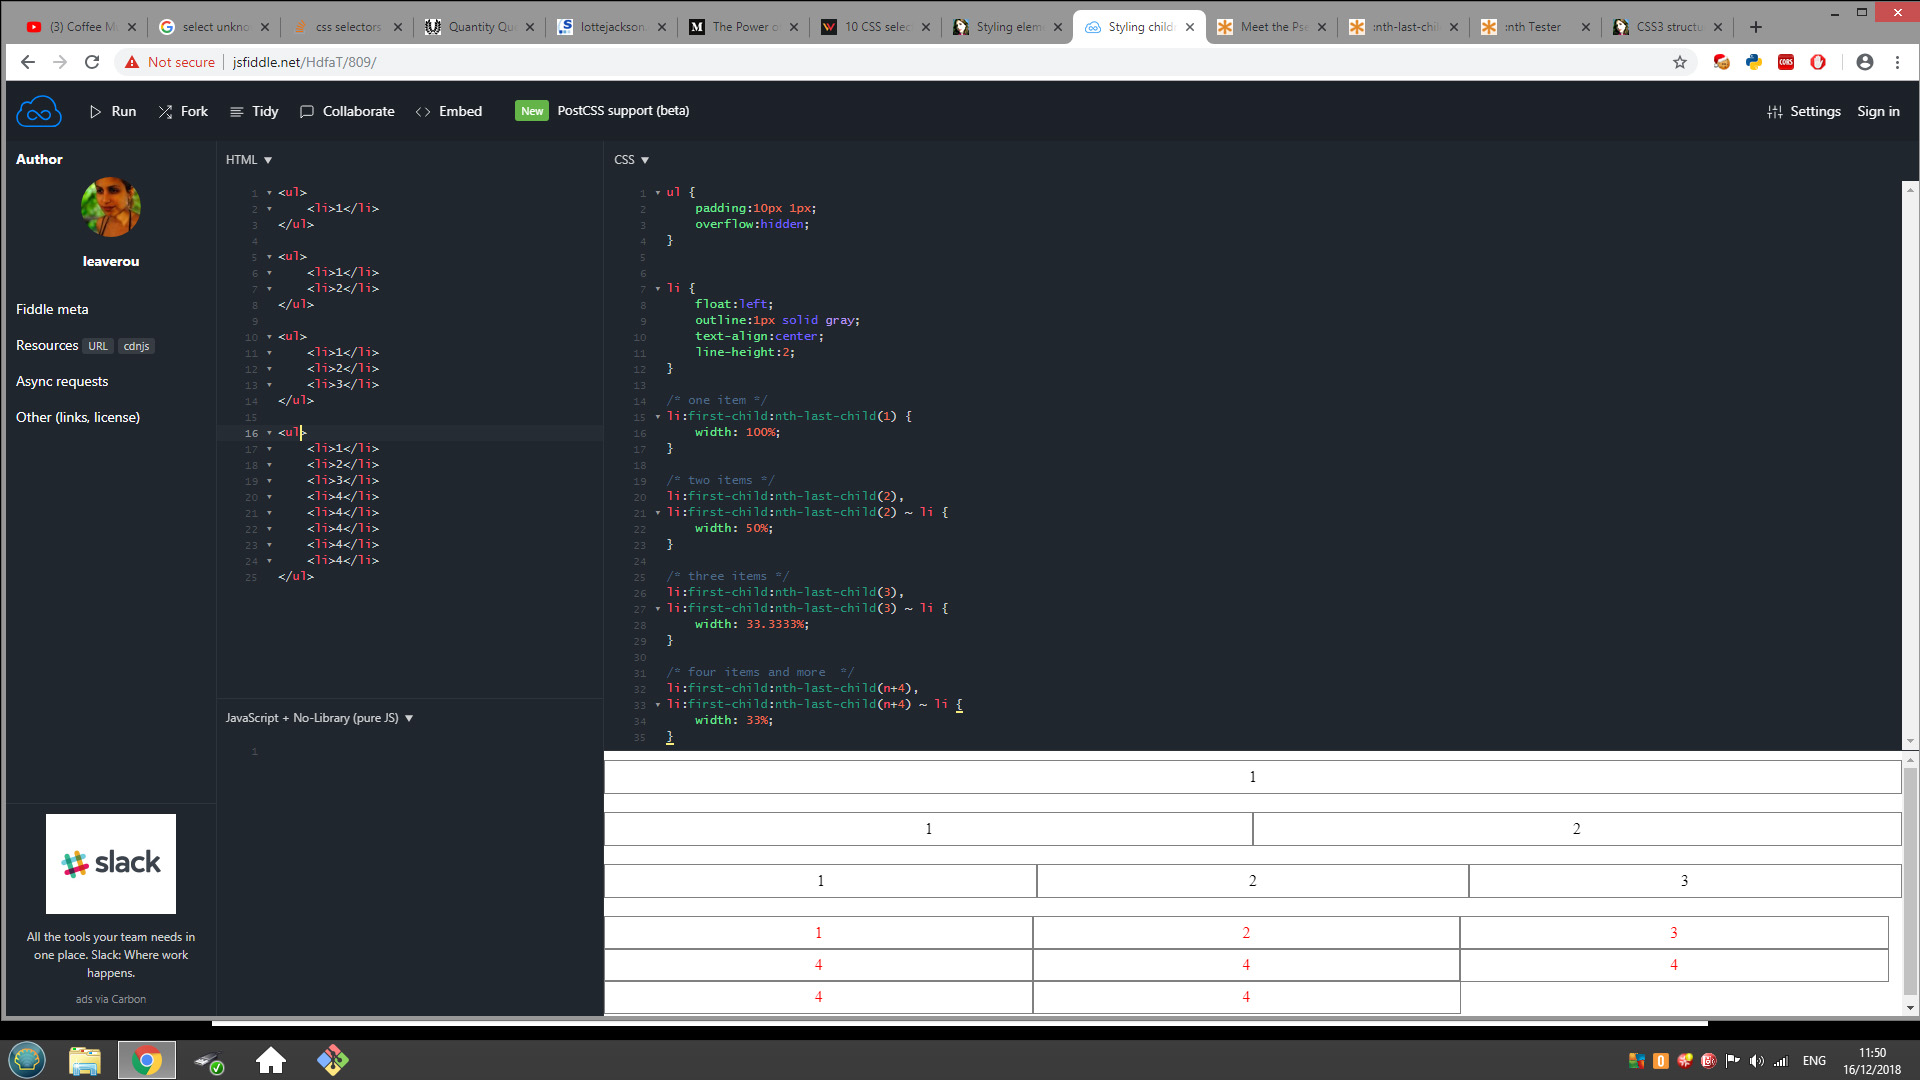 (3) Coffee M
select unkno
css selectors
Quantity Qu
lottejackson.
The Power o
10 CSS selec
Styling elem
Styling child
Meet the Pse
:nth-last-chi
:nth Tester
CSS3 structu
Not secure
jsfiddle.net/HdfaT/809/
Run
Fork
Tidy
Collaborate
Embed
New
PostCSS support (beta)
Settings
Sign in
Author
leaverou
Fiddle meta
Resources URL cdnjs
Async requests
Other (links, license)
slack
All the tools your team needs in
one place. Slack: Where work
happens.
ads via Carbon
HTML ▼
1 <ul>
2 <li>1</li>
3 </ul>
4
5 <ul>
6 <li>1</li>
7 <li>2</li>
8 </ul>
9
10 <ul>
11 <li>1</li>
12 <li>2</li>
13 <li>3</li>
14 </ul>
15
16 <ul>
17 <li>1</li>
18 <li>2</li>
19 <li>3</li>
20 <li>4</li>
21 <li>4</li>
22 <li>4</li>
23 <li>4</li>
24 <li>4</li>
25 </ul>
JavaScript + No-Library (pure JS) ▼
1
CSS ▼
1 ul {
2 padding:10px 1px;
3 overflow:hidden;
4 }
5
6
7 li {
8 float:left;
9 outline:1px solid gray;
10 text-align:center;
11 line-height:2;
12 }
13
14 /* one item */
15 li:first-child:nth-last-child(1) {
16 width: 100%;
17 }
18
19 /* two items */
20 li:first-child:nth-last-child(2),
21 li:first-child:nth-last-child(2) ~ li {
22 width: 50%;
23 }
24
25 /* three items */
26 li:first-child:nth-last-child(3),
27 li:first-child:nth-last-child(3) ~ li {
28 width: 33.3333%;
29 }
30
31 /* four items and more  */
32 li:first-child:nth-last-child(n+4),
33 li:first-child:nth-last-child(n+4) ~ li {
34 width: 33%;
35 }
1
1 2
1 2 3
1 2 3
4 4 4
4 4
ENG
11:50
16/12/2018